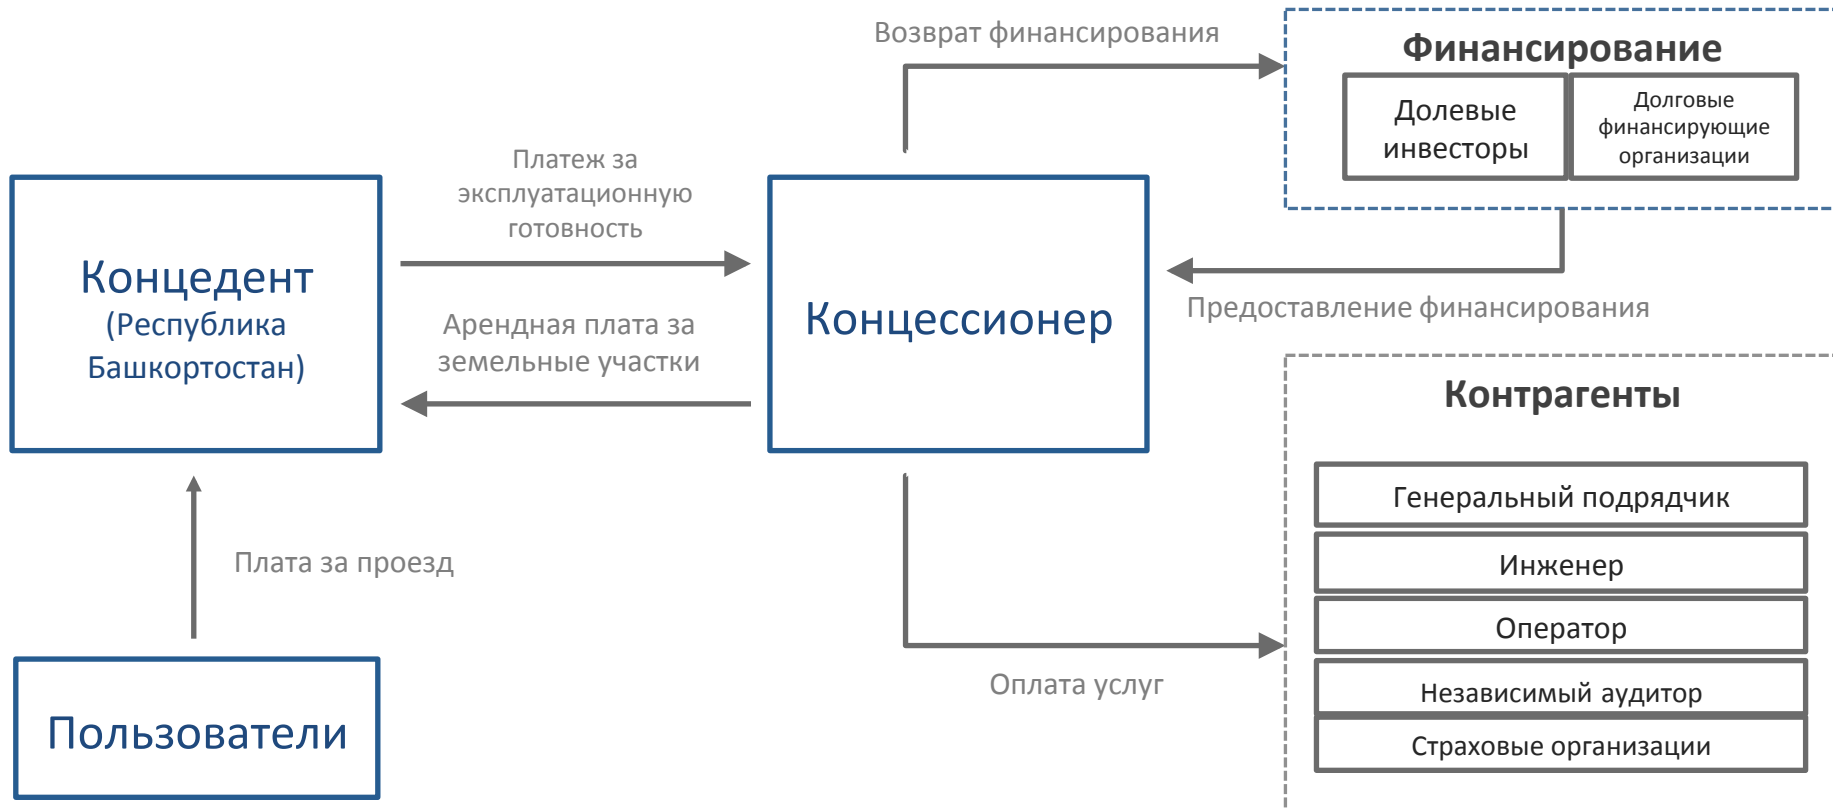 Возврат финансирования
Финансирование
Долевые
инвесторы
Долговые
финансирующие
организации
Платеж за
эксплуатационную
готовность
Концедент
(Республика
Башкортостан)
Концессионер
Предоставление финансирования
Арендная плата за
земельные участки
Контрагенты
Генеральный подрядчик
Инженер
Плата за проезд
Оператор
Оплата услуг
Независимый аудитор
Пользователи
Страховые организации